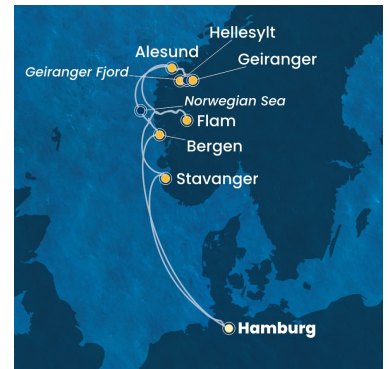 Hellesylt
Alesund
Geiranger
Geiranger Fjord
Norwegian Sea
Flam
Bergen
Stavanger
Hamburg